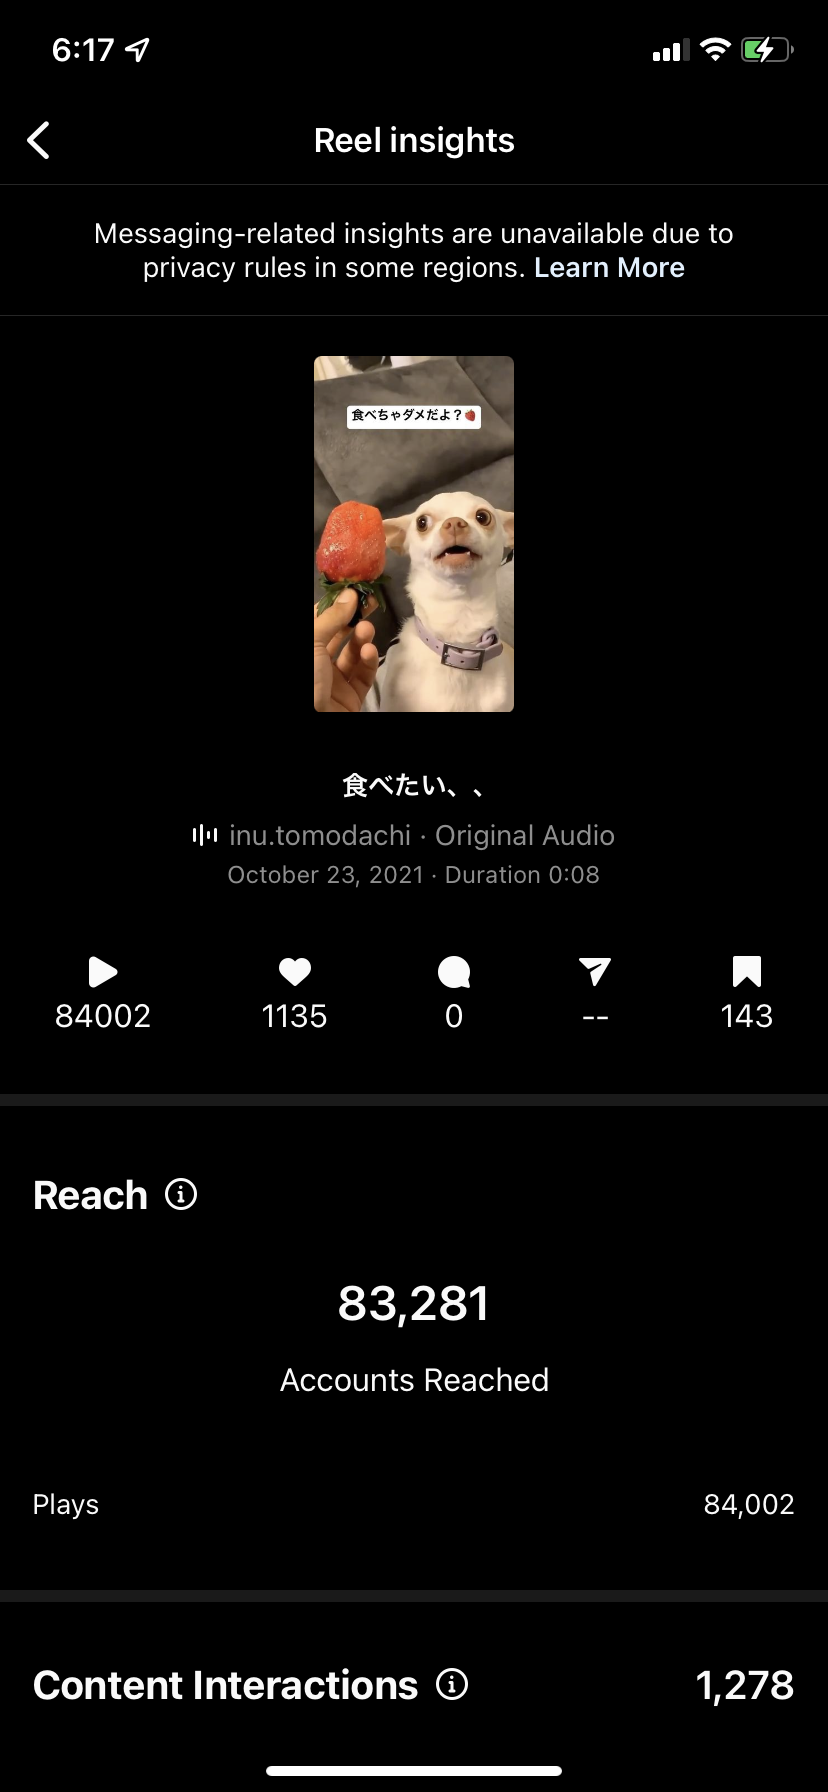 6:17
Reel insights
Messaging-related insights are unavailable due to
privacy rules in some regions. Learn More
食べちゃダメだよ？🍓
食べたい、、
inu.tomodachi · Original Audio
October 23, 2021 · Duration 0:08
84002 1135 0 -- 143
Reach
83,281
Accounts Reached
Plays 84,002
Content Interactions 1,278